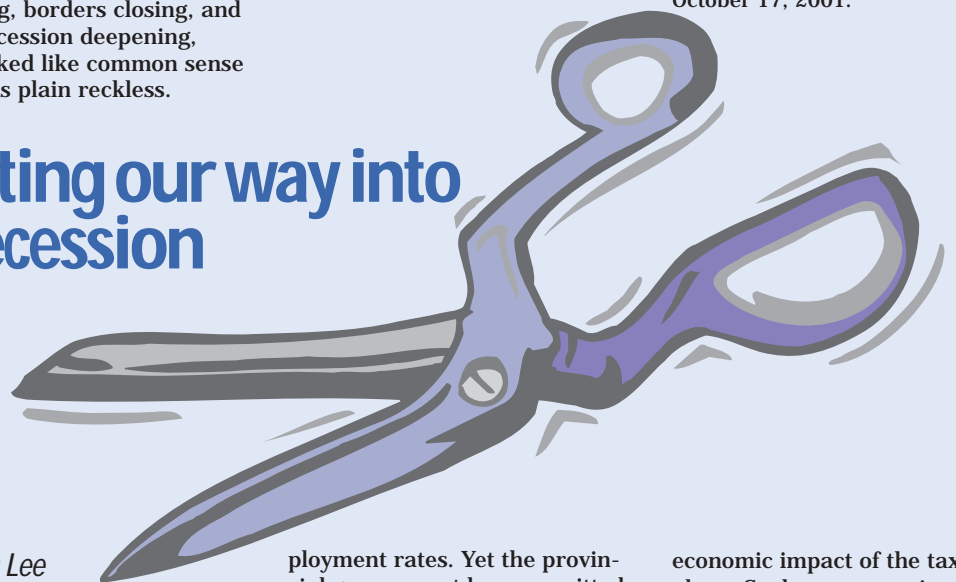 g, borders closing, and
cession deepening,
ked like common sense
s plain reckless.
October 17, 2001.
ting our way into
ecession
Lee
ployment rates. Yet the provin-
economic impact of the tax